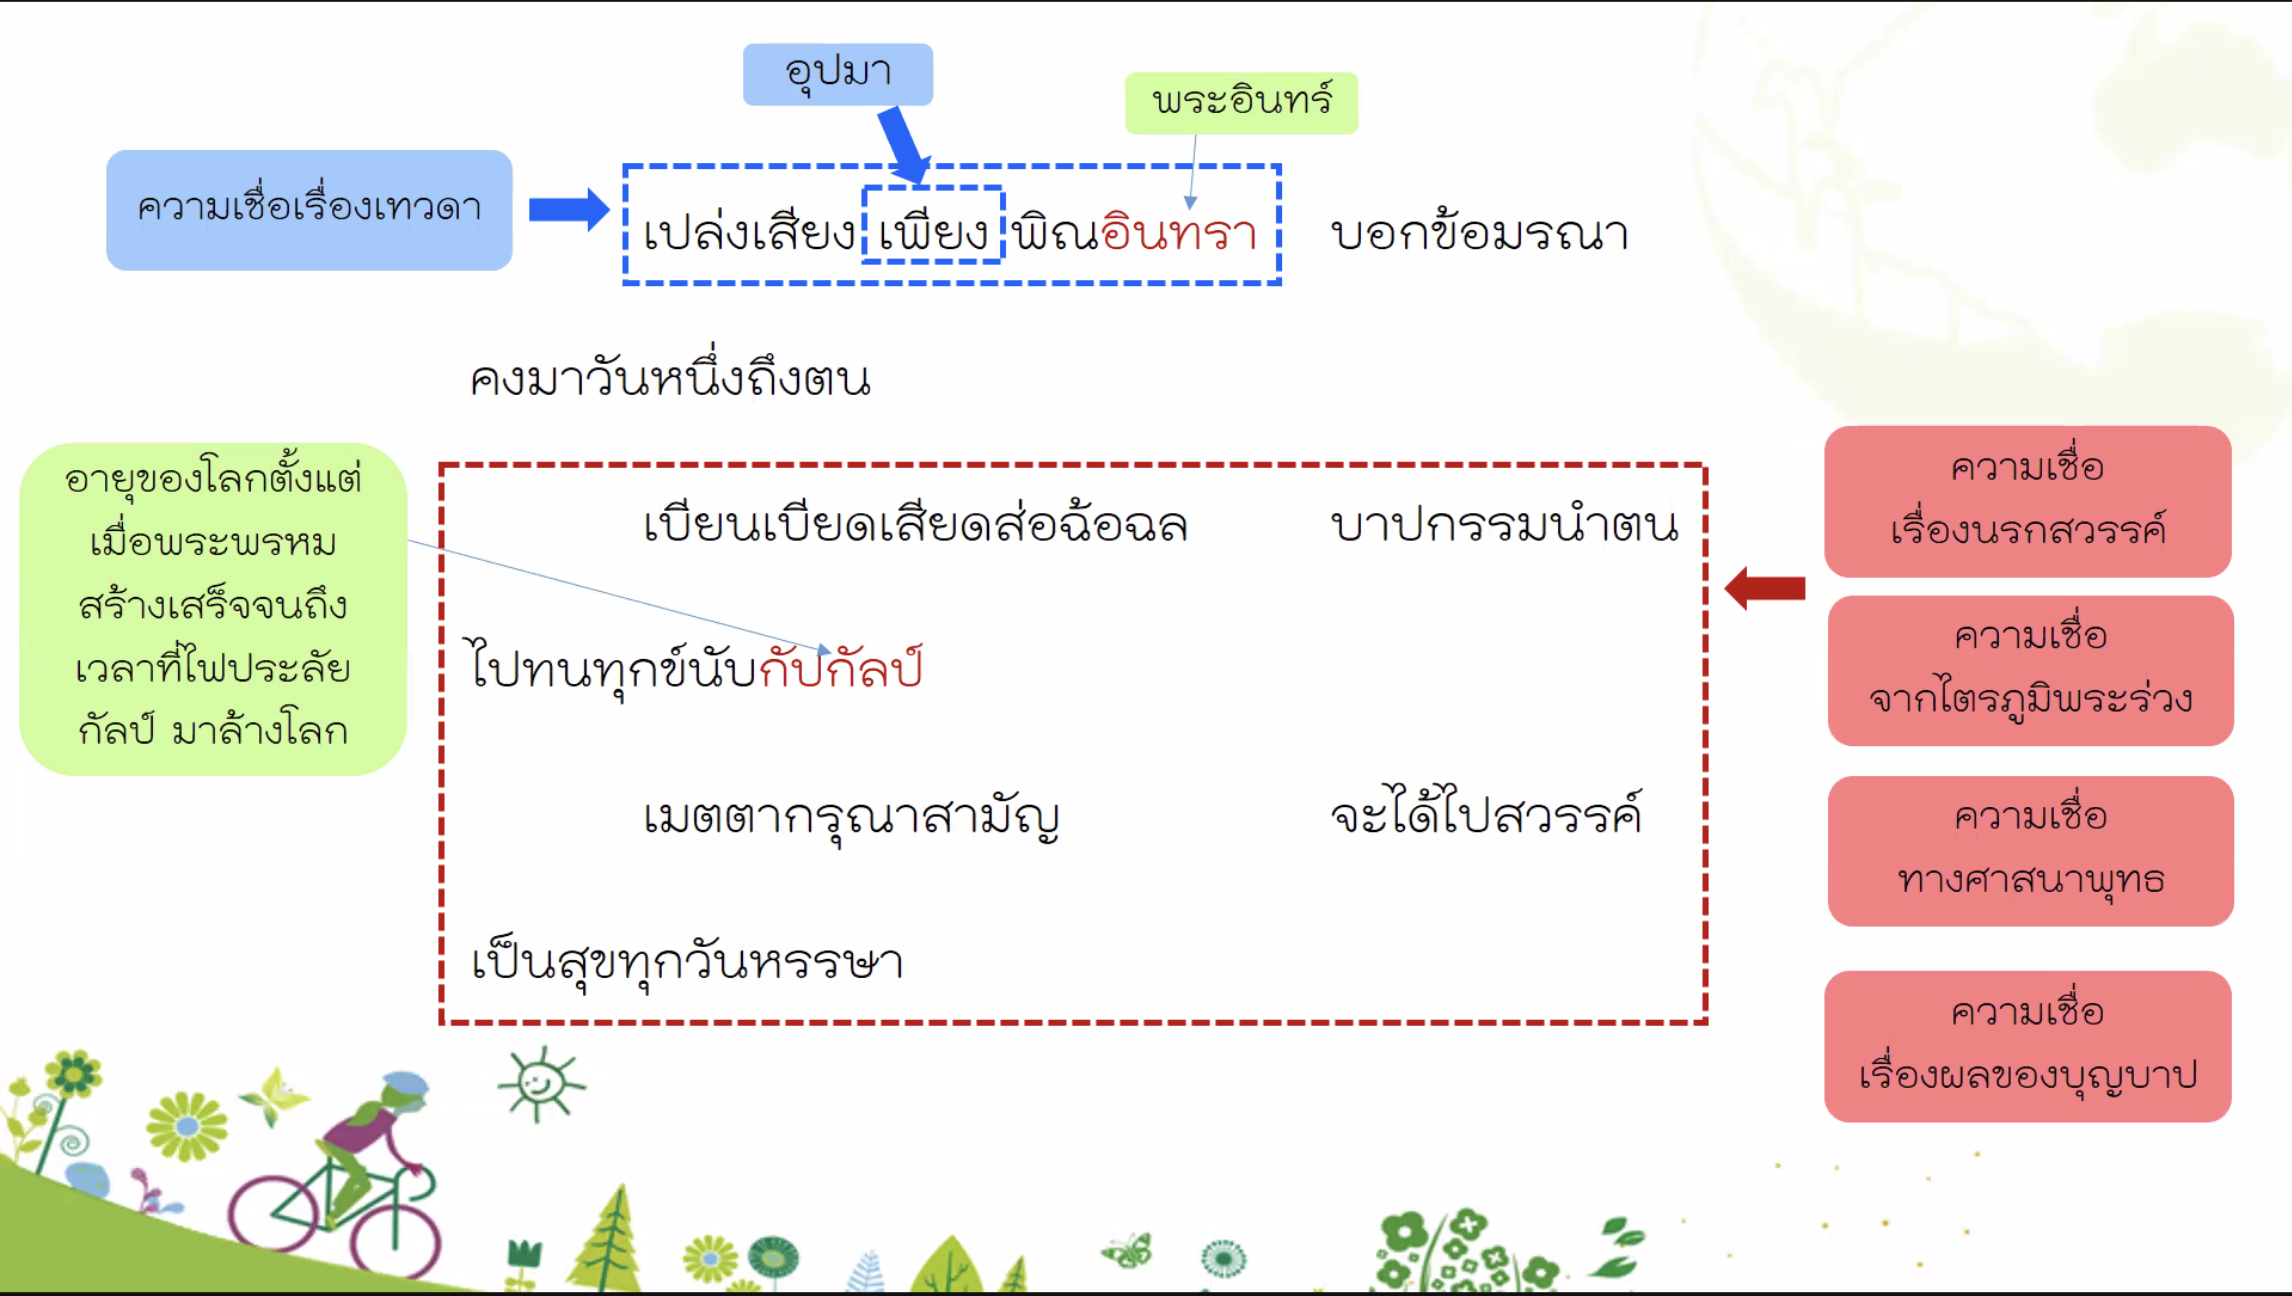 อุปมา
พระอินทร์
ความเชื่อเรื่องเทวดา
เปล่งเสียง เพียง พิณอินทรา บอกข้อมรณา
คงมาวันหนึ่งถึงตน
อายุของโลกตั้งแต่
เมื่อพระพรหม
สร้างเสร็จจนถึง
เวลาที่ไฟประลัย
กัลป์ มาล้างโลก
เบียนเบียดเสียดส่อฉ้อฉล บาปกรรมนำตน
ไปทนทุกข์นับกัปกัลป์
เมตตากรุณาสามัญ จะได้ไปสวรรค์
เป็นสุขทุกวันหรรษา
ความเชื่อ
เรื่องนรกสวรรค์
ความเชื่อ
จากไตรภูมิพระร่วง
ความเชื่อ
ทางศาสนาพุทธ
ความเชื่อ
เรื่องผลของบุญบาป